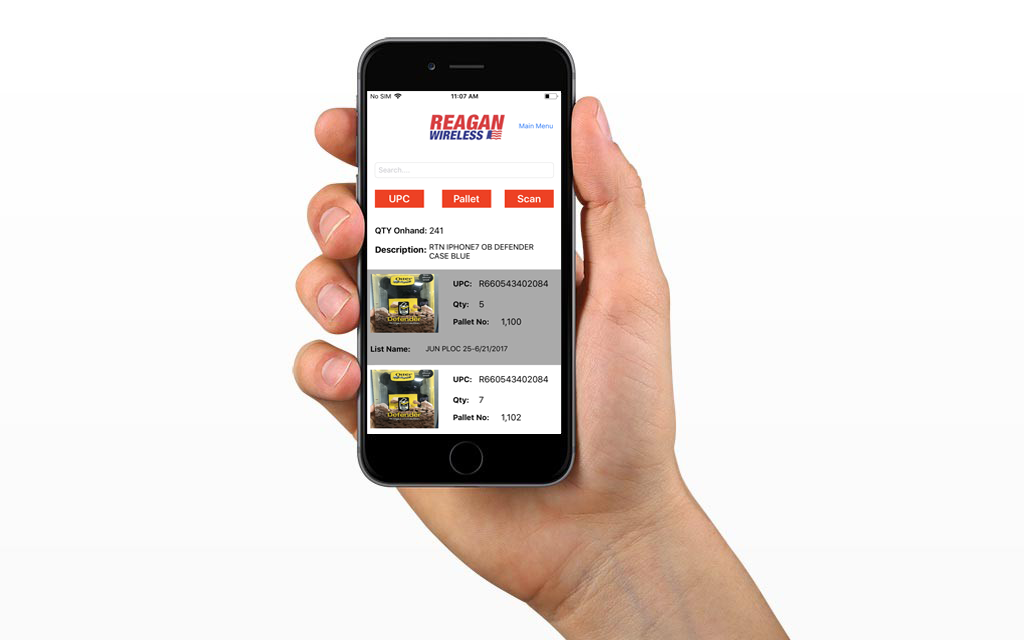 No SIM 11:07 AM
REAGAN
WIRELESS
Main Menu
Search....
UPC Pallet Scan
QTY Onhand: 241
Description: RTN IPHONE7 OB DEFENDER
CASE BLUE
UPC: R660543402084
Qty: 5
Pallet No: 1,100
Defender
List Name: JUN PLOC 25-6/21/2017
UPC: R660543402084
Qty: 7
Pallet No: 1,102
Defender